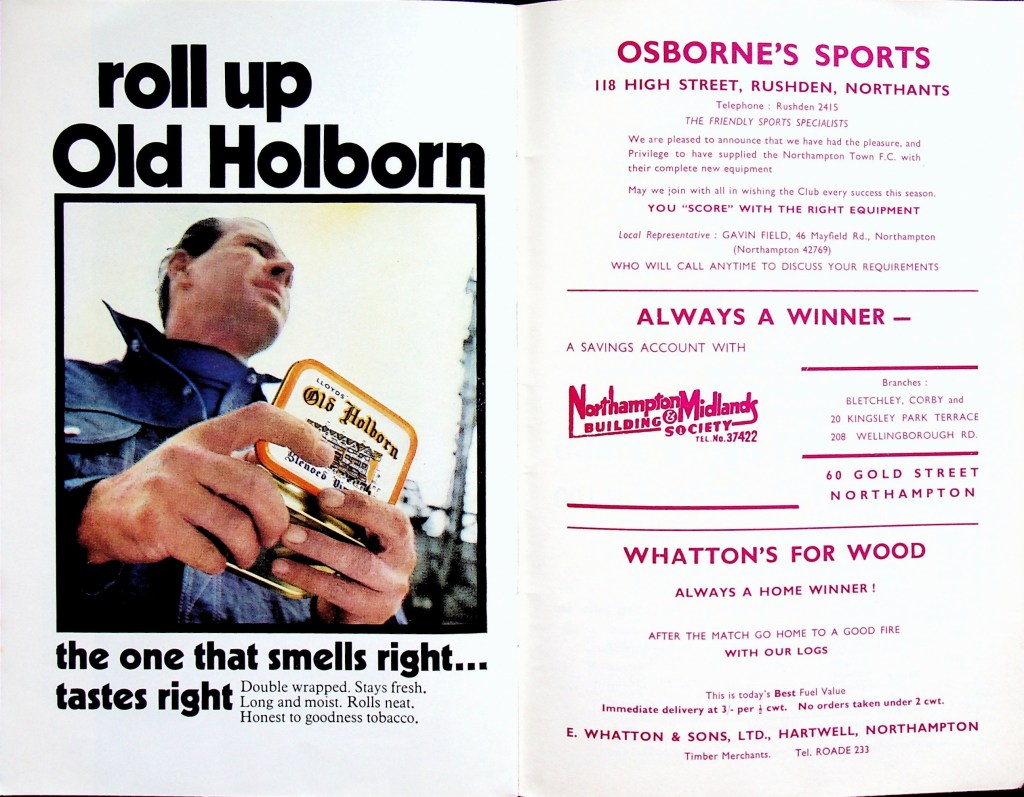 roll up
Old Holborn
LLOYDS
Old Holborn
Blended
the one that smells right...
tastes right
Double wrapped. Stays fresh.
Long and moist. Rolls neat.
Honest to goodness tobacco.
OSBORNE'S SPORTS
118 HIGH STREET, RUSHDEN, NORTHANTS
Telephone : Rushden 2415
THE FRIENDLY SPORTS SPECIALISTS
We are pleased to announce that we have had the pleasure, and
Privilege to have supplied the Northampton Town F.C. with
their complete new equipment
May we join with all in wishing the Club every success this season.
YOU "SCORE" WITH THE RIGHT EQUIPMENT
Local Representative : GAVIN FIELD, 46 Mayfield Rd., Northampton
(Northampton 42769)
WHO WILL CALL ANYTIME TO DISCUSS YOUR REQUIREMENTS
ALWAYS A WINNER —
A SAVINGS ACCOUNT WITH
Northampton & Midlands
BUILDING SOCIETY
TEL. No. 37422
Branches :
BLETCHLEY, CORBY and
20 KINGSLEY PARK TERRACE
208 WELLINGBOROUGH RD.
60 GOLD STREET
NORTHAMPTON
WHATTON'S FOR WOOD
ALWAYS A HOME WINNER !
AFTER THE MATCH GO HOME TO A GOOD FIRE
WITH OUR LOGS
This is today's Best Fuel Value
Immediate delivery at 3/- per ½ cwt. No orders taken under 2 cwt.
E. WHATTON & SONS, LTD., HARTWELL, NORTHAMPTON
Timber Merchants. Tel. ROADE 233